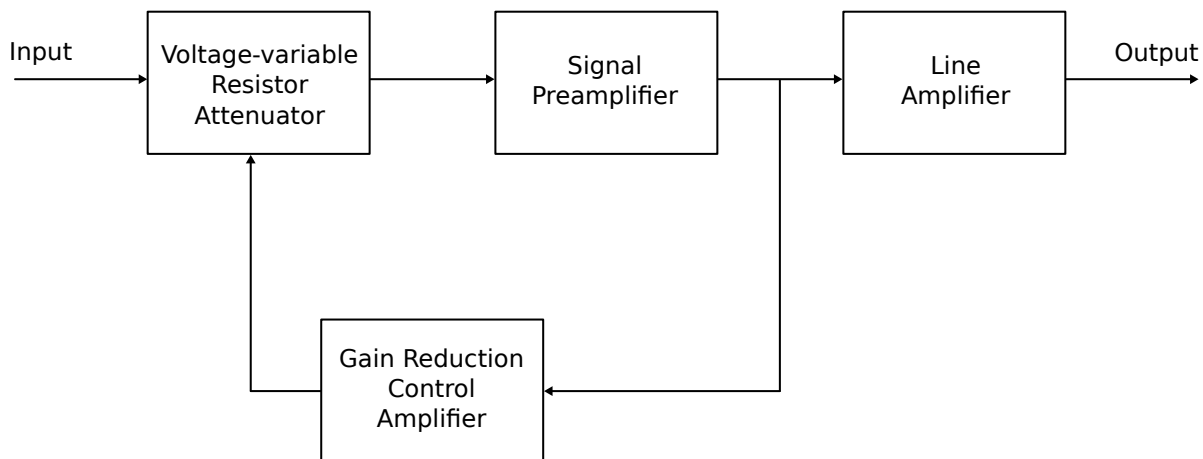 Input
Voltage-variable
Resistor
Attenuator
Signal
Preamplifier
Line
Amplifier
Output
Gain Reduction
Control
Amplifier